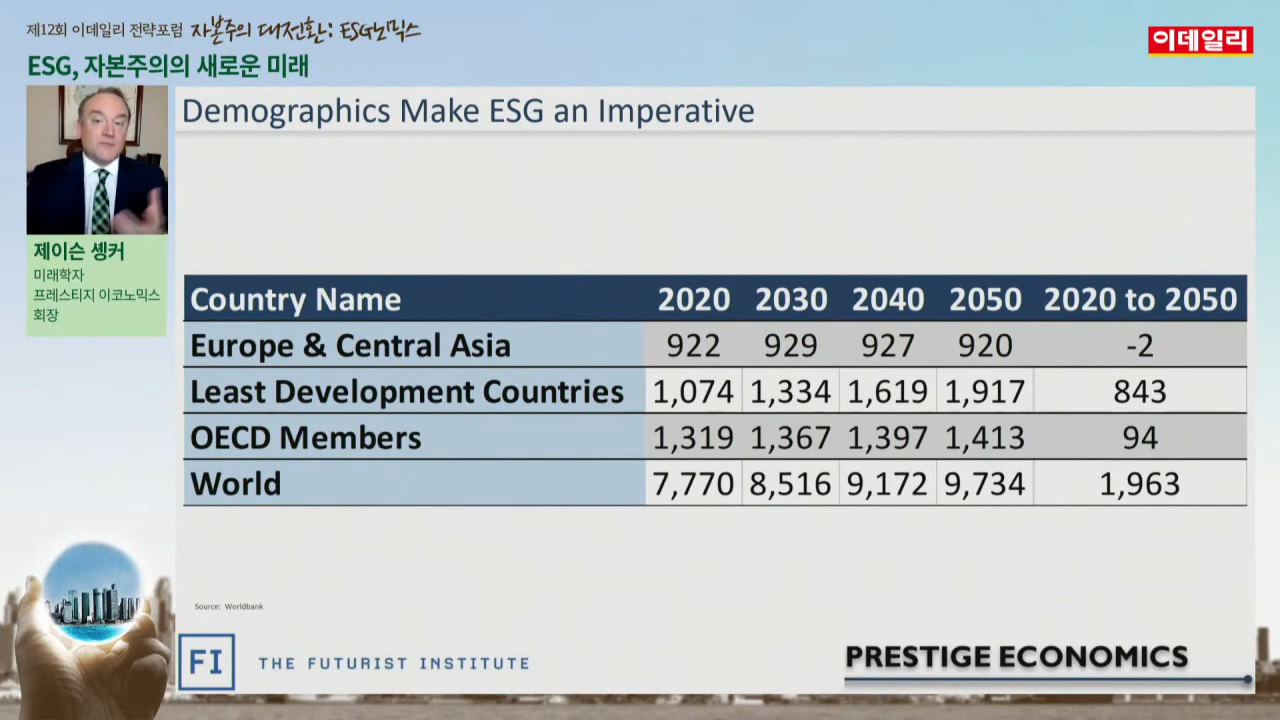 제12회 이데일리 전략포럼 자본주의 대전환: ESG노믹스
이데일리
ESG, 자본주의의 새로운 미래
제이슨 솅커
미래학자
프레스티지 이코노믹스
회장
Demographics Make ESG an Imperative
Country Name 2020 2030 2040 2050 2020 to 2050
Europe & Central Asia 922 929 927 920 -2
Least Development Countries 1,074 1,334 1,619 1,917 843
OECD Members 1,319 1,367 1,397 1,413 94
World 7,770 8,516 9,172 9,734 1,963
Source: Worldbank
FI THE FUTURIST INSTITUTE
PRESTIGE ECONOMICS